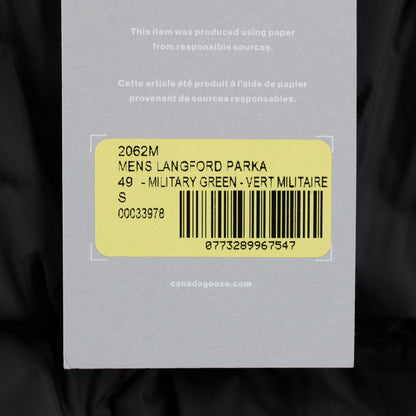 This item was produced using paper
from responsible sources.
Cette article été produit à l'aide de papier
provenant de sources responsables.
2062M
MENS LANGFORD PARKA
49 - MILITARY GREEN - VERT MILITAIRE
S
00033978
0773289967547
canadagoose.com